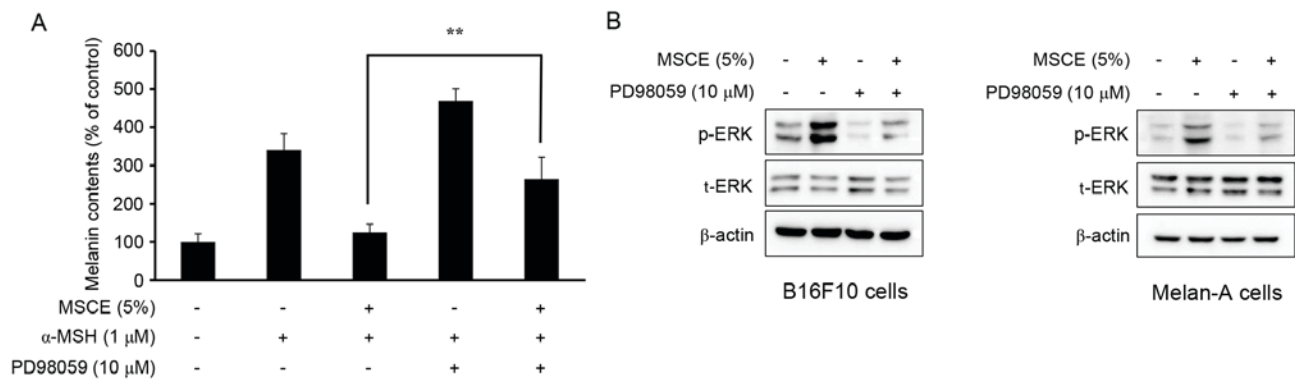 A
Melanin contents (% of control)
600
500
400
300
200
100
0
**
MSCE (5%) - - + - +
α-MSH (1 μM) - + + + +
PD98059 (10 μM) - - - + +
B
MSCE (5%) - + - +
PD98059 (10 μM) - - + +
p-ERK
t-ERK
β-actin
B16F10 cells
MSCE (5%) - + - +
PD98059 (10 μM) - - + +
p-ERK
t-ERK
β-actin
Melan-A cells